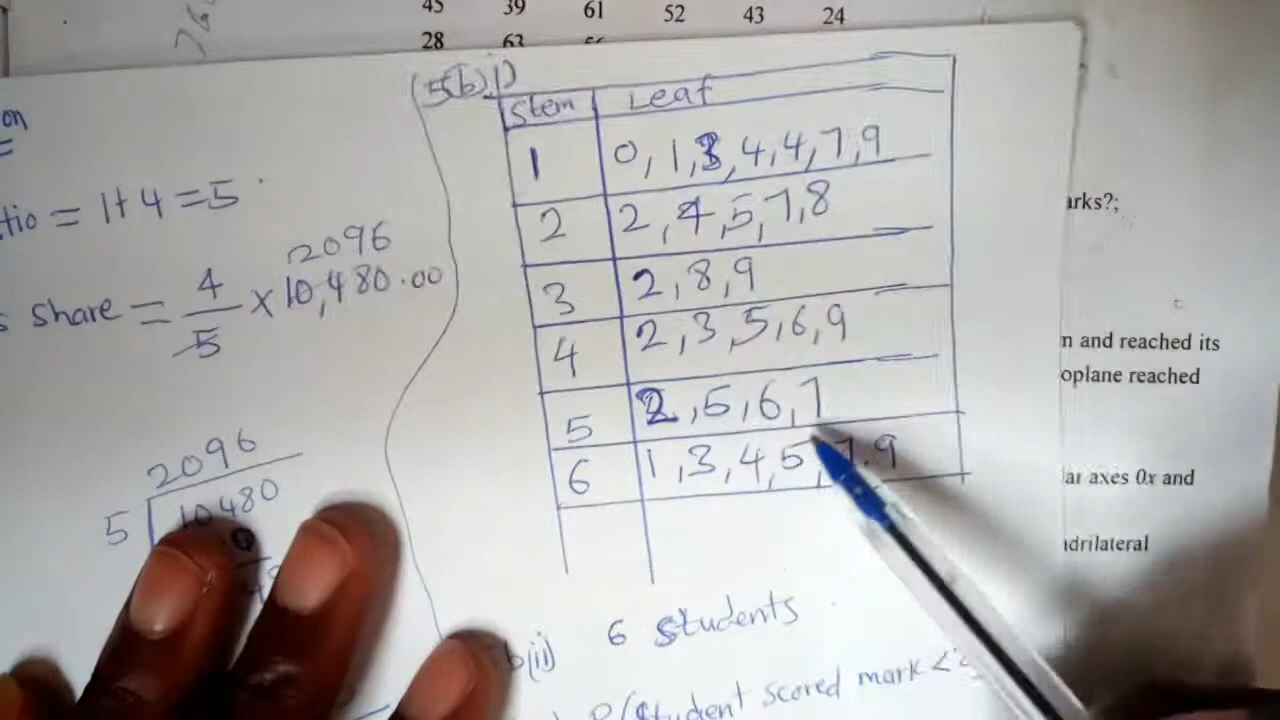 45 39 61 52 43 24
28 63
76
on
=
tio = 1+4 =5
2096
s share = 4/5 × 10,480.00
2096
5 10480
(5(b).i)
Stem Leaf
1 0,1,3,4,4,7,9
2 2,4,5,7,8
3 2,8,9
4 2,3,5,6,9
5 2,5,6,7
6 1,3,4,5,7,9
b(ii) 6 students
P(student scored mark <2
arks?;
n and reached its
oplane reached
lar axes 0x and
adrilateral